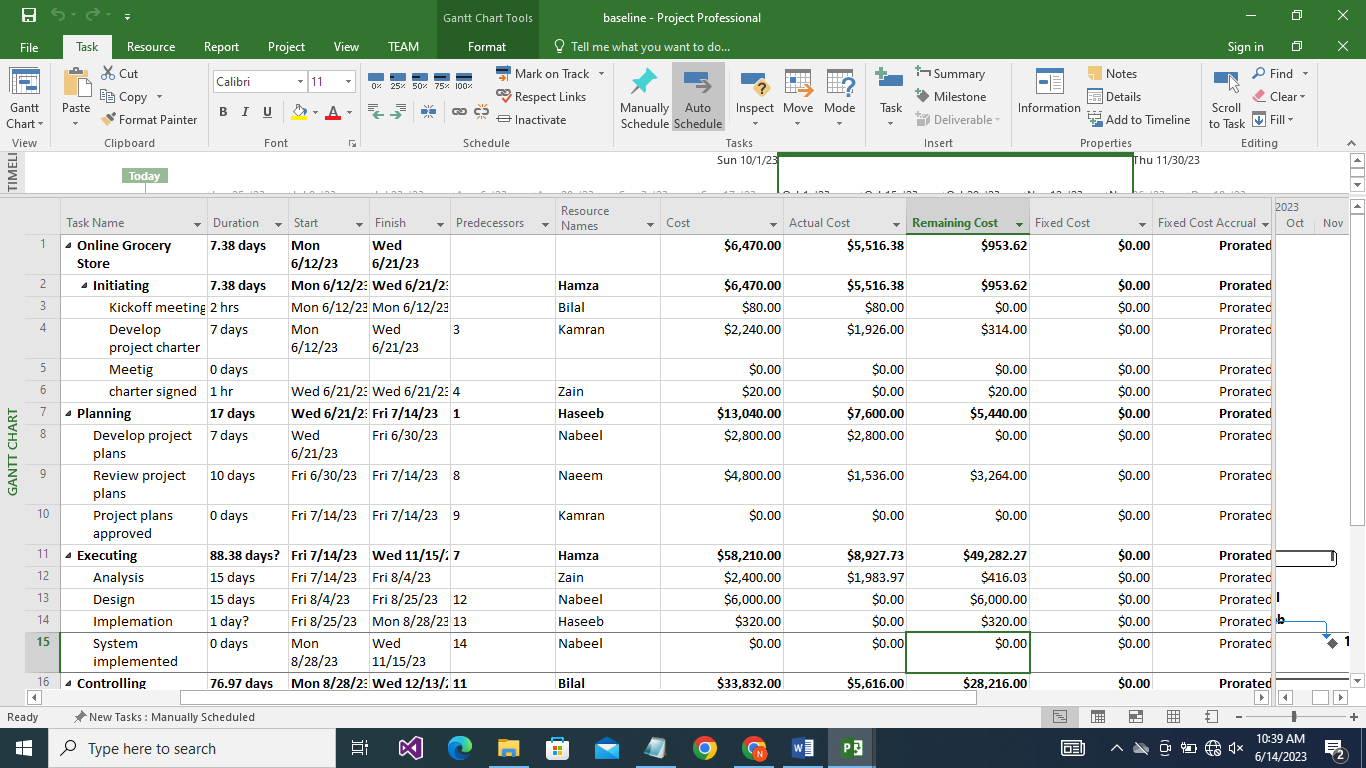 Gantt Chart Tools
baseline - Project Professional
File Task Resource Report Project View TEAM Format Tell me what you want to do... Sign in
Gantt Chart
Paste
Cut
Copy
Format Painter
Clipboard
Calibri 11
B I U A
Font
0% 25% 50% 75% 100%
Mark on Track
Respect Links
Inactivate
Schedule
Manually Schedule
Auto Schedule
Inspect
Move
Mode
Tasks
Task
Summary
Milestone
Deliverable
Insert
Information
Notes
Details
Add to Timeline
Properties
Scroll to Task
Find
Clear
Fill
Editing
TIMELI
Today
Sun 10/1/23
Thu 11/30/23
GANTT CHART
Task Name Duration Start Finish Predecessors Resource Names Cost Actual Cost Remaining Cost Fixed Cost Fixed Cost Accrual
2023
Oct Nov
1 Online Grocery Store 7.38 days Mon 6/12/23 Wed 6/21/23 $6,470.00 $5,516.38 $953.62 $0.00 Prorated
2 Initiating 7.38 days Mon 6/12/23 Wed 6/21/23 Hamza $6,470.00 $5,516.38 $953.62 $0.00 Prorated
3 Kickoff meeting 2 hrs Mon 6/12/23 Mon 6/12/23 Bilal $80.00 $80.00 $0.00 $0.00 Prorated
4 Develop project charter 7 days Mon 6/12/23 Wed 6/21/23 3 Kamran $2,240.00 $1,926.00 $314.00 $0.00 Prorated
5 Meetig 0 days $0.00 $0.00 $0.00 $0.00 Prorated
6 charter signed 1 hr Wed 6/21/23 Wed 6/21/23 4 Zain $20.00 $0.00 $20.00 $0.00 Prorated
7 Planning 17 days Wed 6/21/23 Fri 7/14/23 1 Haseeb $13,040.00 $7,600.00 $5,440.00 $0.00 Prorated
8 Develop project plans 7 days Wed 6/21/23 Fri 6/30/23 Nabeel $2,800.00 $2,800.00 $0.00 $0.00 Prorated
9 Review project plans 10 days Fri 6/30/23 Fri 7/14/23 8 Naeem $4,800.00 $1,536.00 $3,264.00 $0.00 Prorated
10 Project plans approved 0 days Fri 7/14/23 Fri 7/14/23 9 Kamran $0.00 $0.00 $0.00 $0.00 Prorated
11 Executing 88.38 days? Fri 7/14/23 Wed 11/15/ 7 Hamza $58,210.00 $8,927.73 $49,282.27 $0.00 Prorated
12 Analysis 15 days Fri 7/14/23 Fri 8/4/23 Zain $2,400.00 $1,983.97 $416.03 $0.00 Prorated
13 Design 15 days Fri 8/4/23 Fri 8/25/23 12 Nabeel $6,000.00 $0.00 $6,000.00 $0.00 Prorated
14 Implemation 1 day? Fri 8/25/23 Mon 8/28/23 13 Haseeb $320.00 $0.00 $320.00 $0.00 Prorated
15 System implemented 0 days Mon 8/28/23 Wed 11/15/23 14 Nabeel $0.00 $0.00 $0.00 $0.00 Prorated
16 Controlling 76.97 days Mon 8/28/ Wed 12/13/ 11 Bilal $33,832.00 $5,616.00 $28,216.00 $0.00 Prorated
Ready New Tasks : Manually Scheduled
Type here to search
10:39 AM
6/14/2023
2